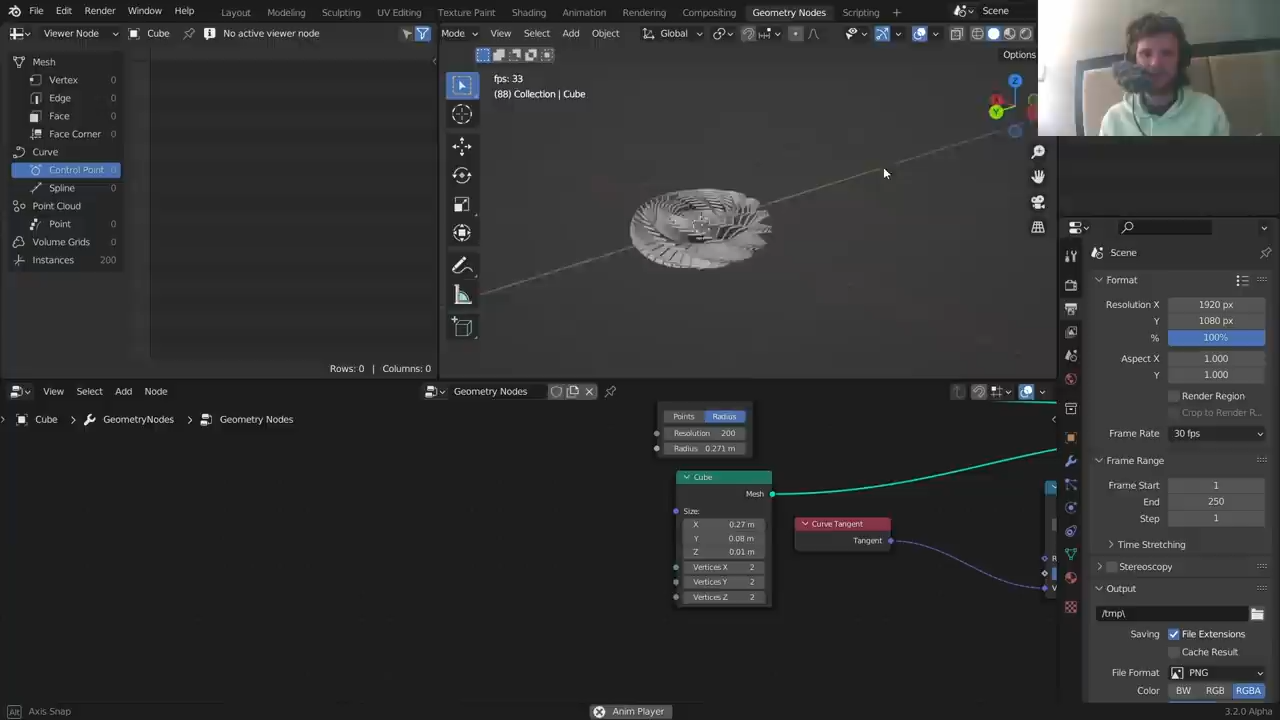 File Edit Render Window Help Layout Modeling Sculpting UV Editing Texture Paint Shading Animation Rendering Compositing Geometry Nodes Scripting Scene
Viewer Node Cube No active viewer node
Mode View Select Add Object Global
Options
Mesh
Vertex 0
Edge 0
Face 0
Face Corner 0
Curve
Control Point 0
Spline 0
Point Cloud
Point 0
Volume Grids 0
Instances 200
Rows: 0 | Columns: 0
fps: 33
(88) Collection | Cube
Z
Y
View Select Add Node Geometry Nodes
Cube GeometryNodes Geometry Nodes
Points Radius
Resolution 200
Radius 0.271 m
Cube
Mesh
Size:
X 0.27 m
Y 0.08 m
Z 0.01 m
Vertices X 2
Vertices Y 2
Vertices Z 2
Curve Tangent
Tangent
Scene
Format
Resolution X 1920 px
Y 1080 px
% 100%
Aspect X 1.000
Y 1.000
Render Region
Crop to Render R...
Frame Rate 30 fps
Frame Range
Frame Start 1
End 250
Step 1
Time Stretching
Stereoscopy
Output
/tmp\
Saving File Extensions
Cache Result
File Format PNG
Color BW RGB RGBA
Alt Axis Snap Anim Player 3.2.0 Alpha